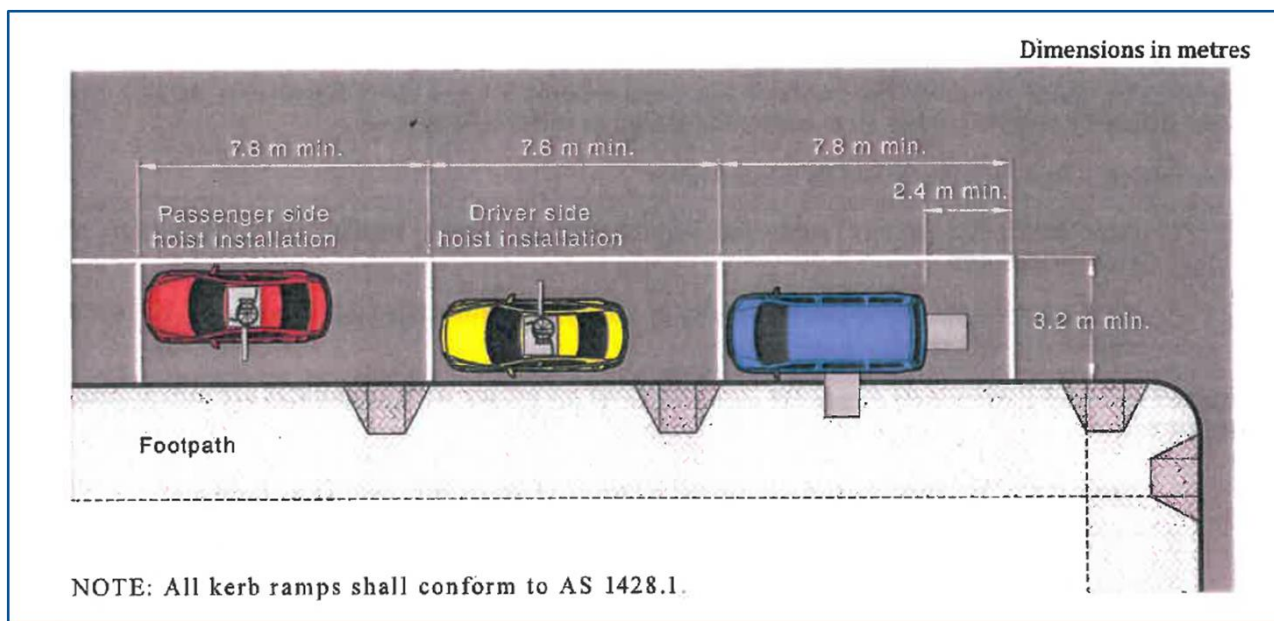 Dimensions in metres
7.8 m min.
7.8 m min.
7.8 m min.
2.4 m min.
Passenger side
hoist installation
Driver side
hoist installation
3.2 m min.
Footpath
NOTE: All kerb ramps shall conform to AS 1428.1.